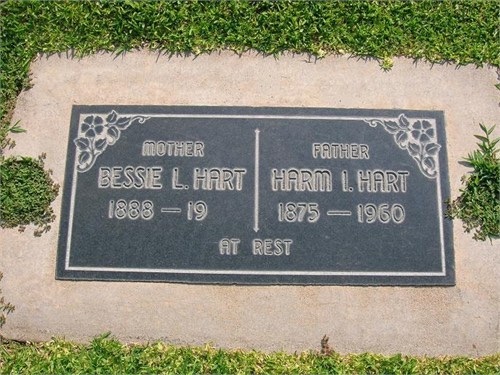 MOTHER
BESSIE L. HART
1888 — 19
FATHER
HARM I. HART
1875 — 1960
AT REST